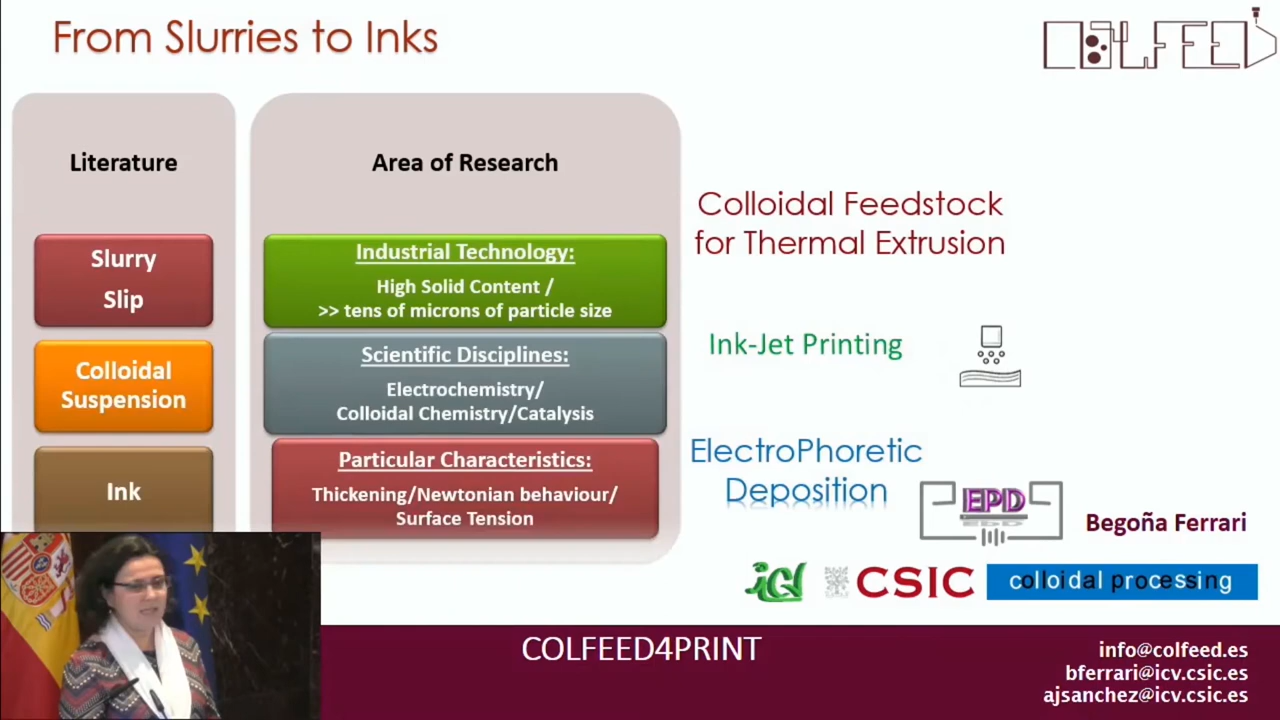 From Slurries to Inks
COLFEED
Literature
Area of Research
Slurry
Slip
Industrial Technology:
High Solid Content /
>> tens of microns of particle size
Colloidal
Suspension
Scientific Disciplines:
Electrochemistry/
Colloidal Chemistry/Catalysis
Ink
Particular Characteristics:
Thickening/Newtonian behaviour/
Surface Tension
Colloidal Feedstock
for Thermal Extrusion
Ink-Jet Printing
ElectroPhoretic
Deposition
EPD
Begoña Ferrari
icv
CSIC
colloidal processing
COLFEED4PRINT
info@colfeed.es
bferrari@icv.csic.es
ajsanchez@icv.csic.es